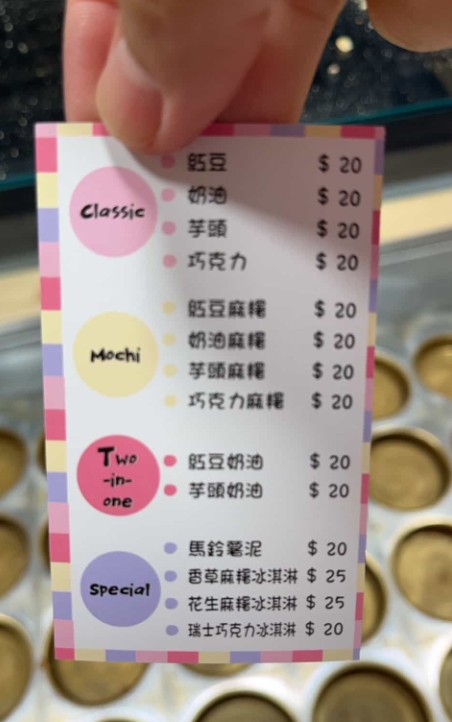 Classic
紅豆 $ 20
奶油 $ 20
芋頭 $ 20
巧克力 $ 20
Mochi
紅豆麻糬 $ 20
奶油麻糬 $ 20
芋頭麻糬 $ 20
巧克力麻糬 $ 20
Two
-in-
one
紅豆奶油 $ 20
芋頭奶油 $ 20
Special
馬鈴薯泥 $ 20
香草麻糬冰淇淋 $ 25
花生麻糬冰淇淋 $ 25
瑞士巧克力冰淇淋 $ 20